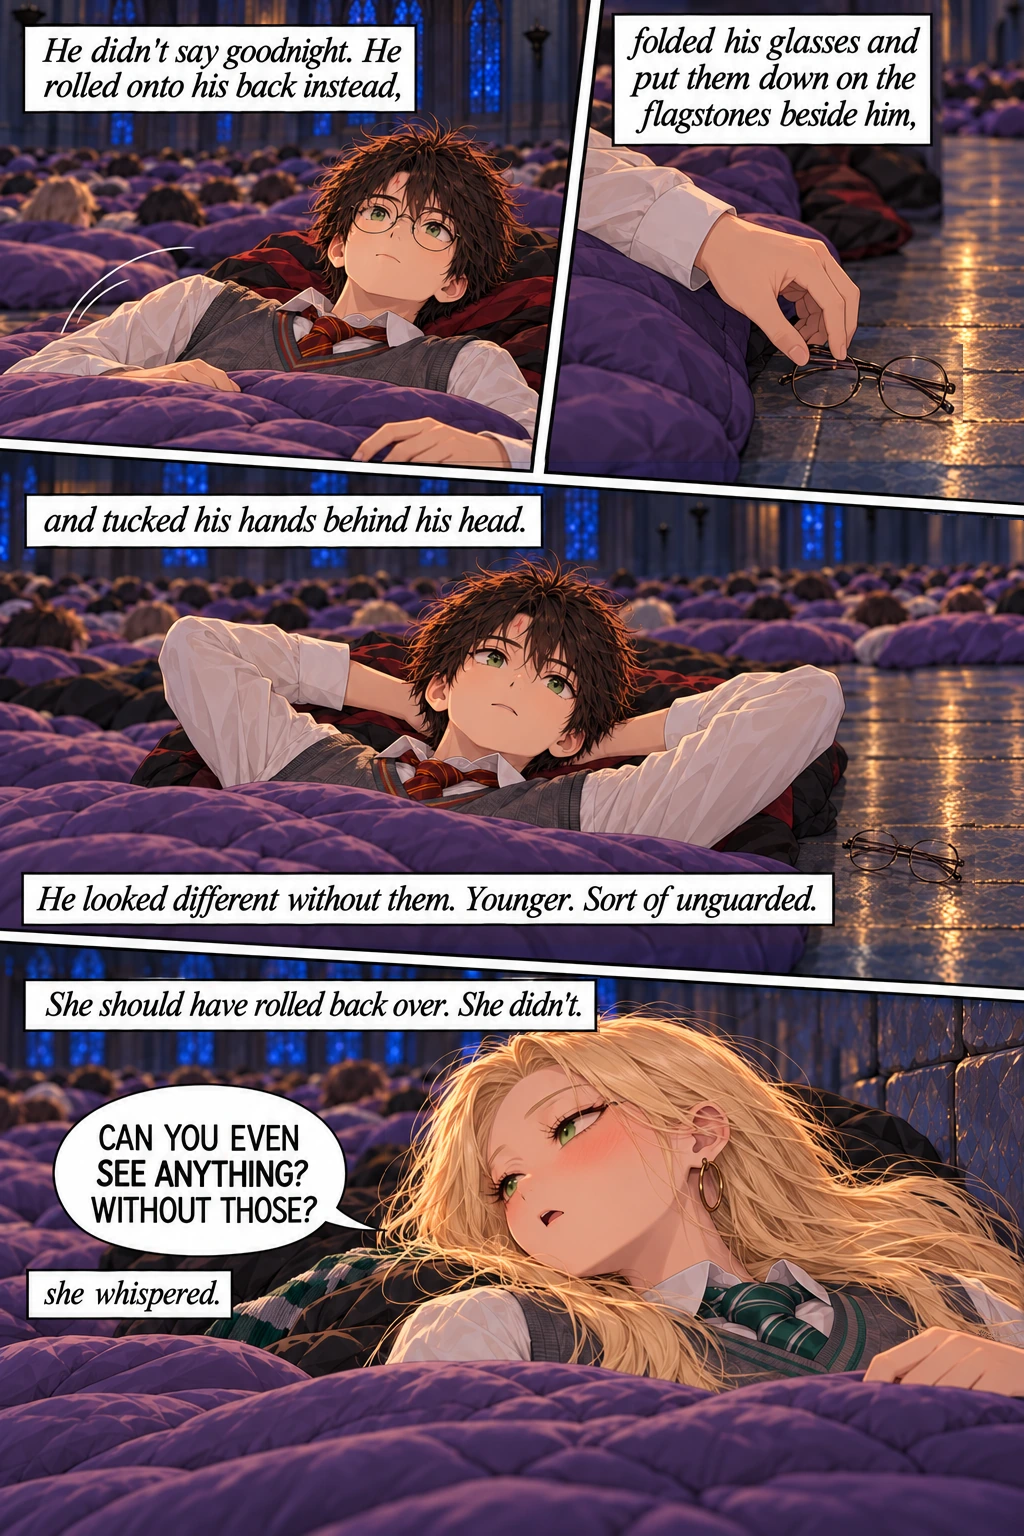 He didn't say goodnight. He
rolled onto his back instead,
folded his glasses and
put them down on the
flagstones beside him,
and tucked his hands behind his head.
He looked different without them. Younger. Sort of unguarded.
She should have rolled back over. She didn't.
CAN YOU EVEN
SEE ANYTHING?
WITHOUT THOSE?
she whispered.